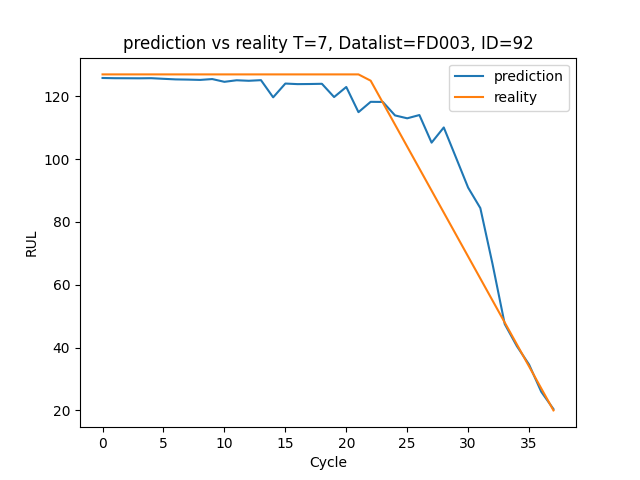 prediction vs reality T=7, Datalist=FD003, ID=92
prediction
reality
RUL
120
100
80
60
40
20
0 5 10 15 20 25 30 35
Cycle